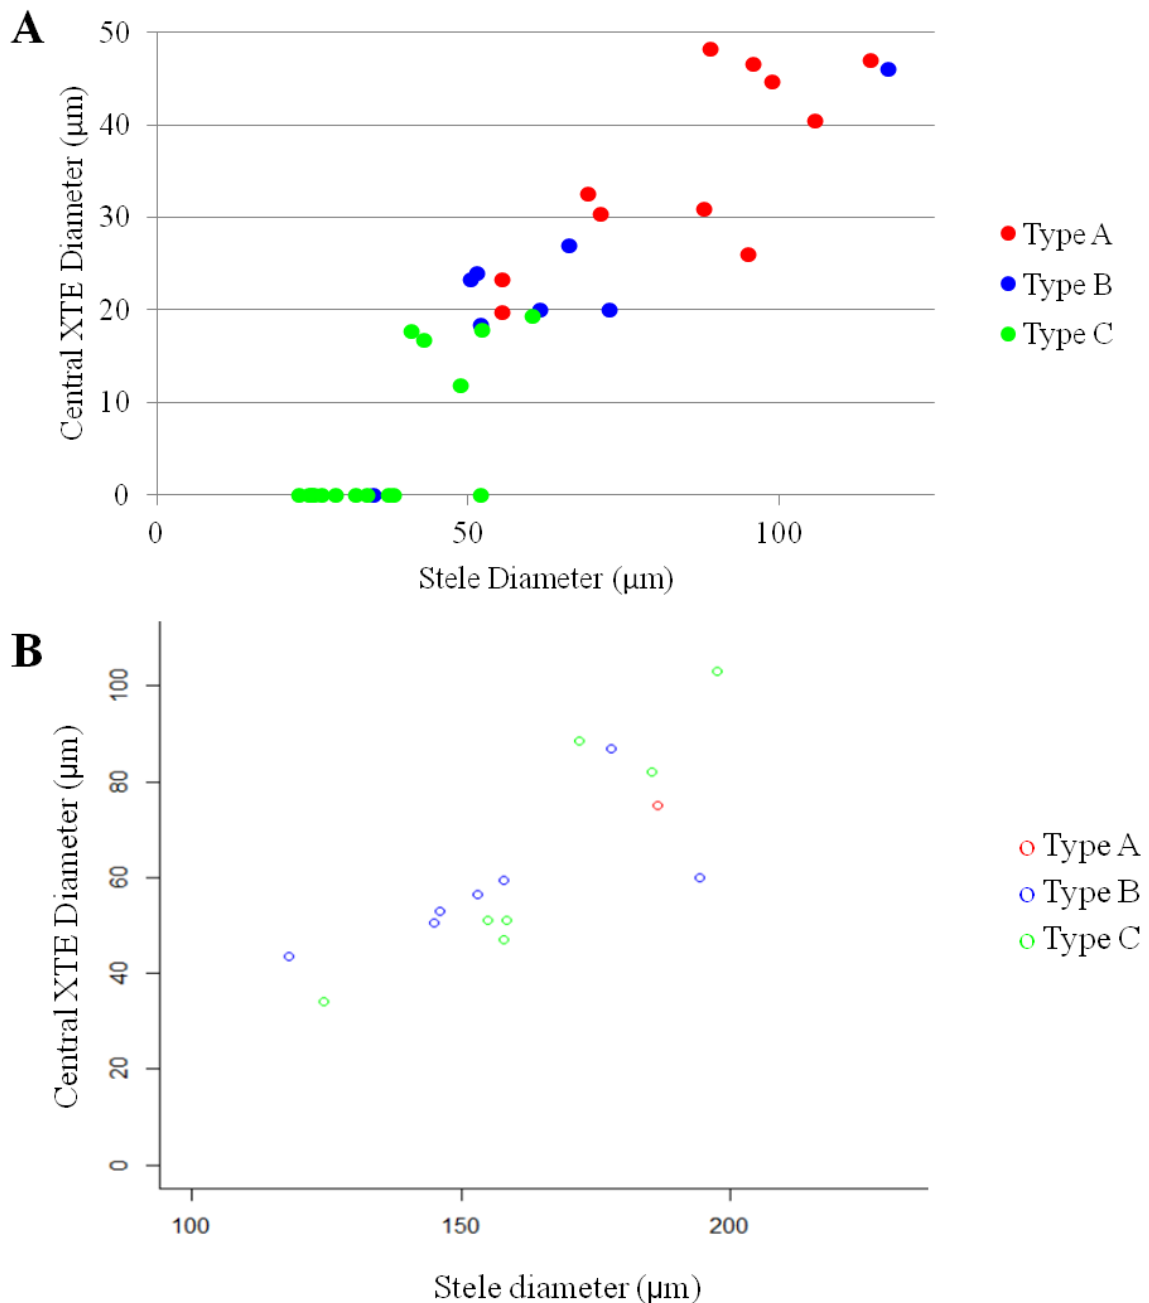 A
50
40
30
20
10
0
Central XTE Diameter (μm)
0 50 100
Stele Diameter (μm)
Type A
Type B
Type C
B
100
80
60
40
20
0
Central XTE Diameter (μm)
100 150 200
Stele diameter (μm)
Type A
Type B
Type C